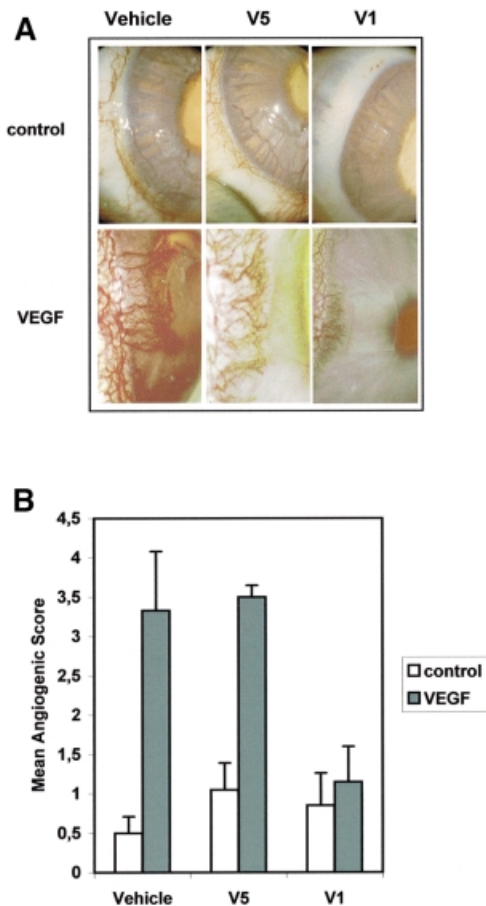 A
Vehicle V5 V1
control
VEGF
B
Mean Angiogenic Score
4,5
4
3,5
3
2,5
2
1,5
1
0,5
0
Vehicle V5 V1
control
VEGF